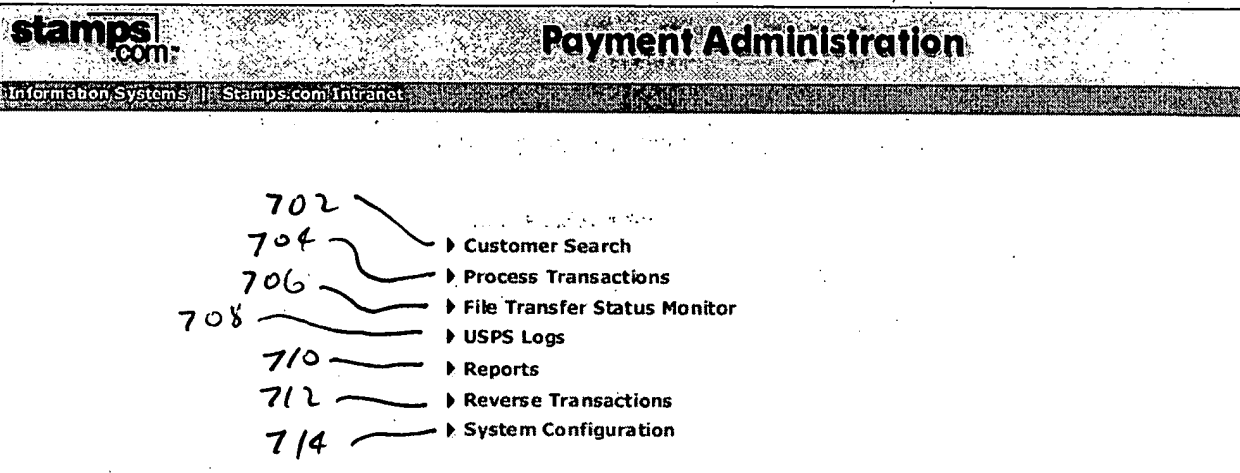 stamps
.com™
Payment Administration
Information Systems || Stamps.com Intranet
702 Customer Search
704 Process Transactions
706 File Transfer Status Monitor
708 USPS Logs
710 Reports
712 Reverse Transactions
714 System Configuration